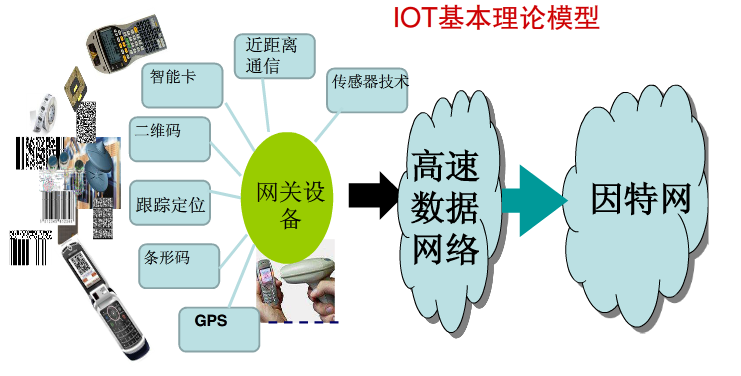 IOT基本理论模型
近距离
通信
智能卡
传感器技术
二维码
跟踪定位
条形码
GPS
网关设
备
高速
数据
网络
因特网